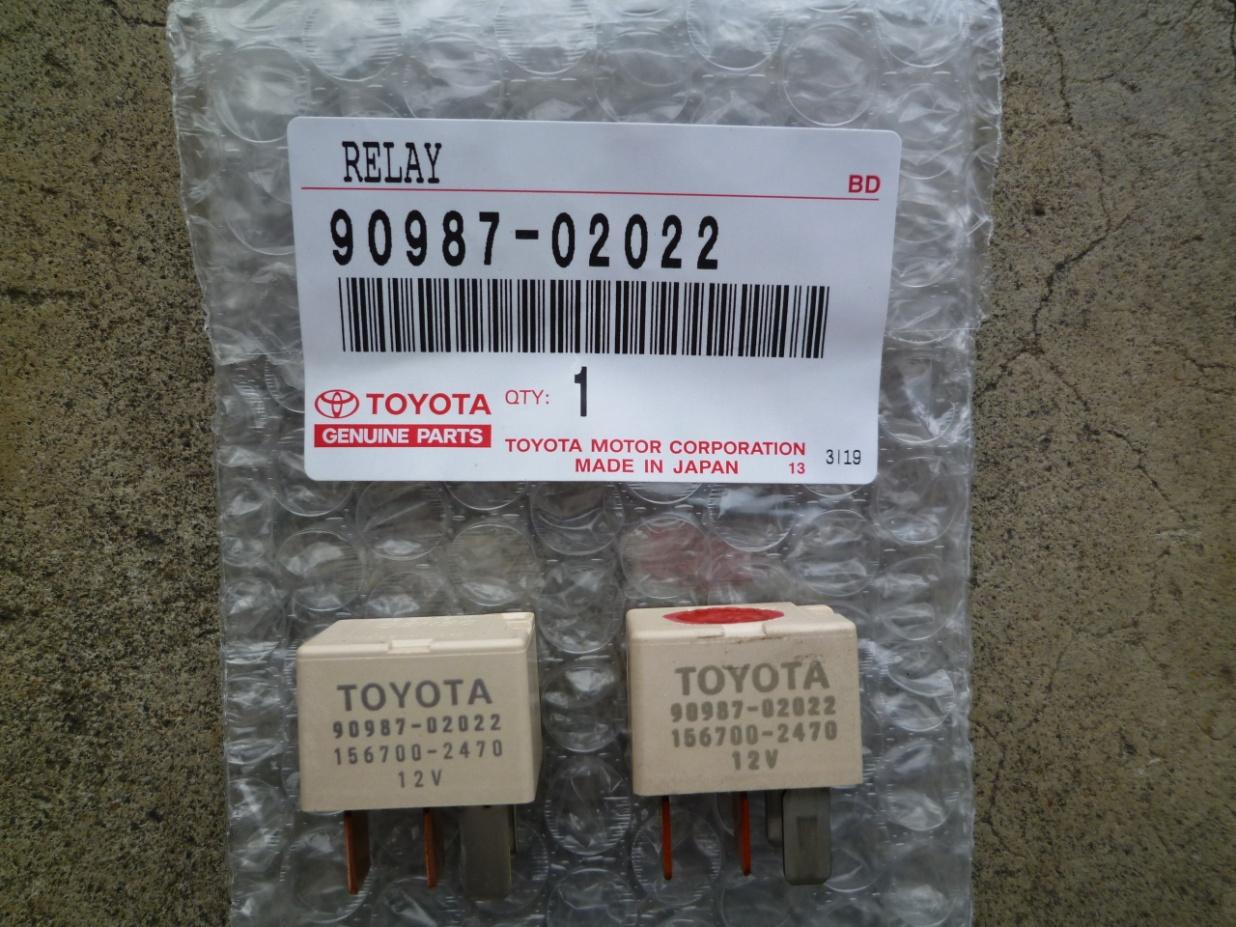 RELAY
BD
90987-02022
TOYOTA QTY: 1
GENUINE PARTS
TOYOTA MOTOR CORPORATION
MADE IN JAPAN 13 3|19
TOYOTA
90987-02022
156700-2470
12V
TOYOTA
90987-02022
156700-2470
12V